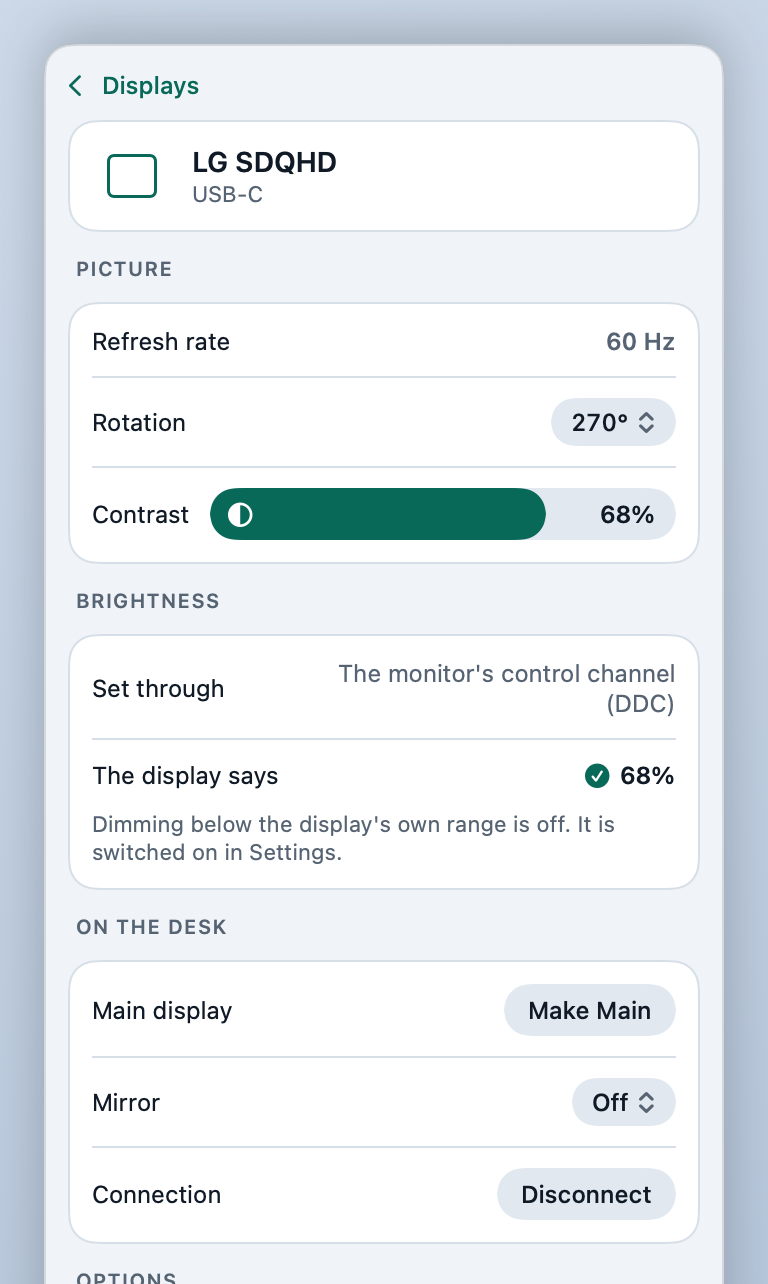 Displays
LG SDQHD
USB-C
PICTURE
Refresh rate 60 Hz
Rotation 270°
Contrast 68%
BRIGHTNESS
Set through The monitor's control channel
(DDC)
The display says 68%
Dimming below the display's own range is off. It is
switched on in Settings.
ON THE DESK
Main display Make Main
Mirror Off
Connection Disconnect
OPTIONS